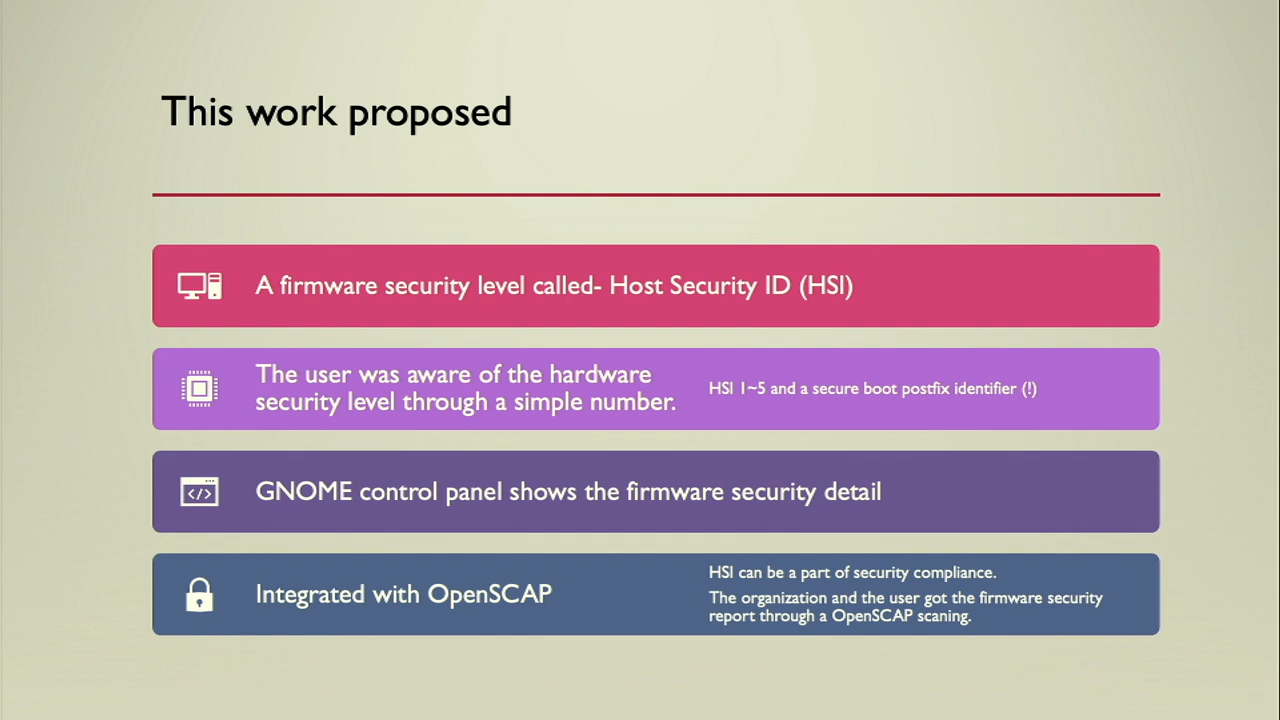 This work proposed
A firmware security level called- Host Security ID (HSI)
The user was aware of the hardware
security level through a simple number.
HSI 1~5 and a secure boot postfix identifier (!)
GNOME control panel shows the firmware security detail
Integrated with OpenSCAP
HSI can be a part of security compliance.
The organization and the user got the firmware security
report through a OpenSCAP scaning.